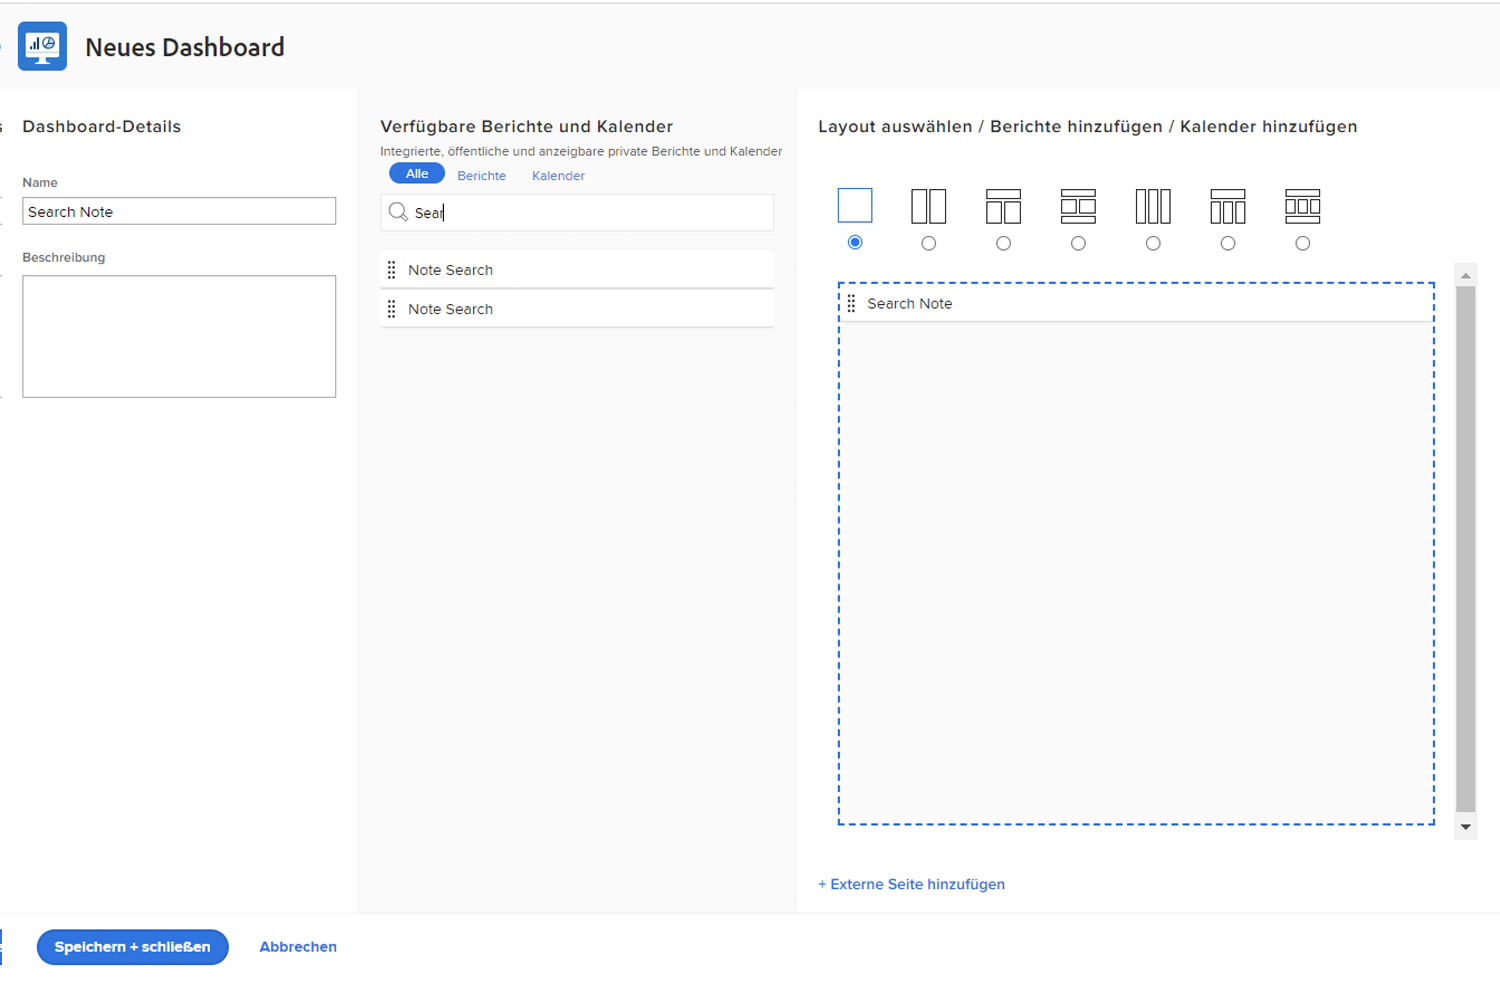 Neues Dashboard
Dashboard-Details
Name
Search Note
Beschreibung
Verfügbare Berichte und Kalender
Integrierte, öffentliche und anzeigbare private Berichte und Kalender
Alle Berichte Kalender
Sear
Note Search
Note Search
Layout auswählen / Berichte hinzufügen / Kalender hinzufügen
Search Note
+ Externe Seite hinzufügen
Speichern + schließen Abbrechen